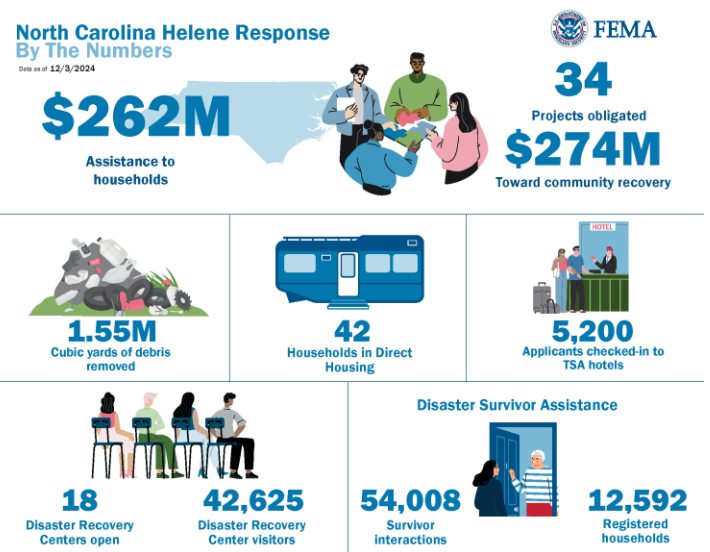 North Carolina Helene Response
By The Numbers
Data as of 12/3/2024
FEMA
$262M
Assistance to
households
34
Projects obligated
$274M
Toward community recovery
1.55M
Cubic yards of debris
removed
42
Households in Direct
Housing
HOTEL
5,200
Applicants checked-in to
TSA hotels
18
Disaster Recovery
Centers open
42,625
Disaster Recovery
Center visitors
Disaster Survivor Assistance
54,008
Survivor
interactions
12,592
Registered
households